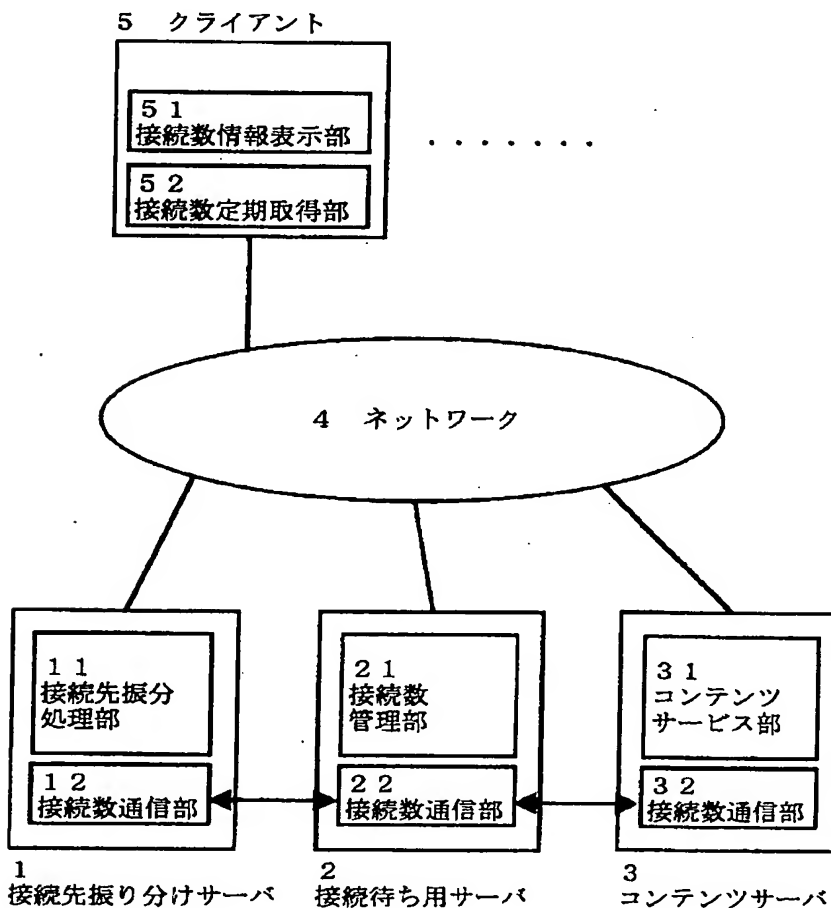 5 クライアント
5 1
接続数情報表示部
.......
5 2
接続数定期取得部
4 ネットワーク
1 1
接続先振分
処理部
1 2
接続数通信部
2 1
接続数
管理部
2 2
接続数通信部
3 1
コンテンツ
サービス部
3 2
接続数通信部
1
接続先振り分けサーバ
2
接続待ち用サーバ
3
コンテンツサーバ